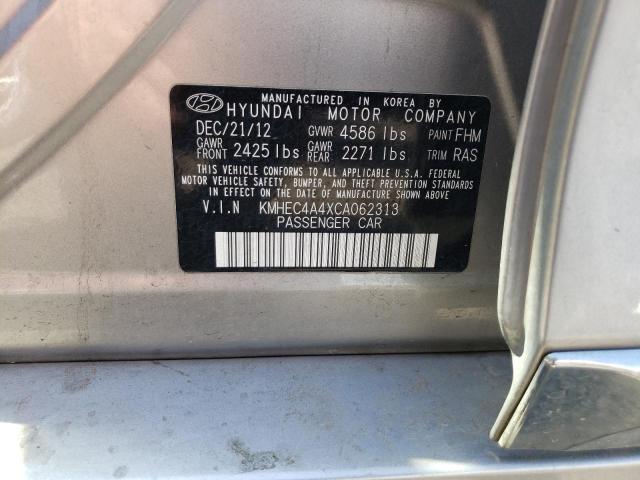 MANUFACTURED IN KOREA BY
HYUNDAI MOTOR COMPANY
DEC/21/12 GVWR 4586 lbs PAINT FHM
GAWR FRONT 2425 lbs GAWR REAR 2271 lbs TRIM RAS
THIS VEHICLE CONFORMS TO ALL APPLICABLE U.S.A. FEDERAL
MOTOR VEHICLE SAFETY, BUMPER, AND THEFT PREVENTION STANDARDS
IN EFFECT ON THE DATE OF MANUFACTURE SHOWN ABOVE
V.I.N KMHEC4A4XCA062313
PASSENGER CAR